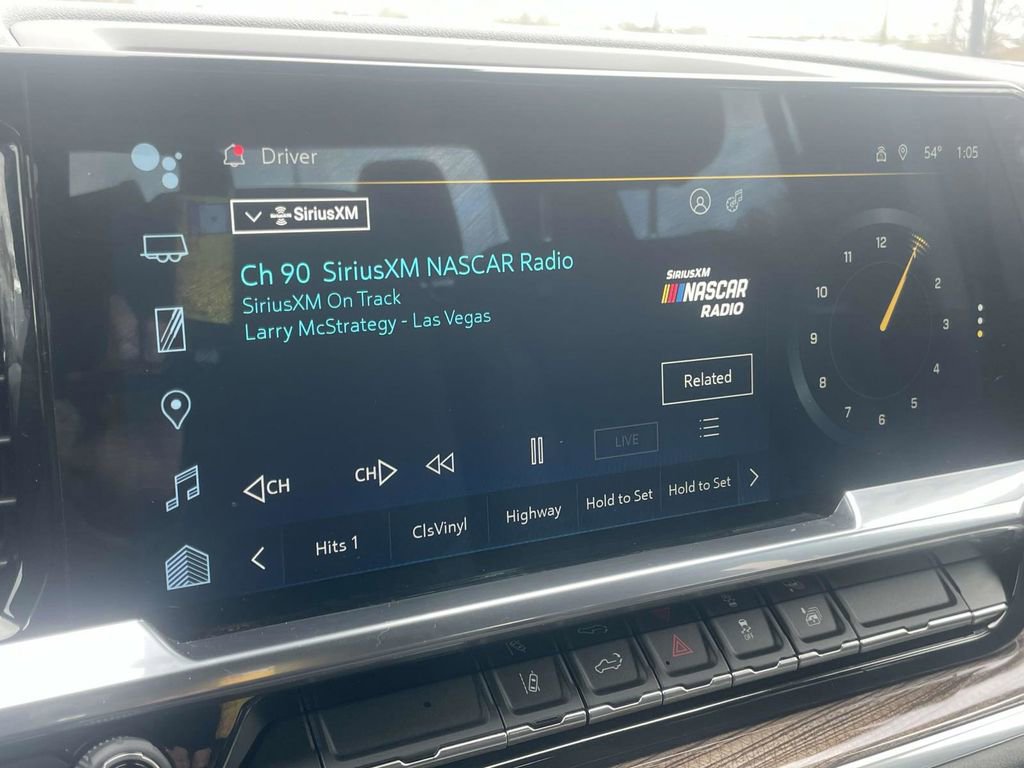 Driver
54° 1:05
SiriusXM SiriusXM
Ch 90 SiriusXM NASCAR Radio
SiriusXM On Track
Larry McStrategy - Las Vegas
SiriusXM
NASCAR
RADIO
12
11
2
10
3
9
4
8
5
7
6
Related
LIVE
CH
CH
Hits 1
ClsVinyl
Highway
Hold to Set
Hold to Set